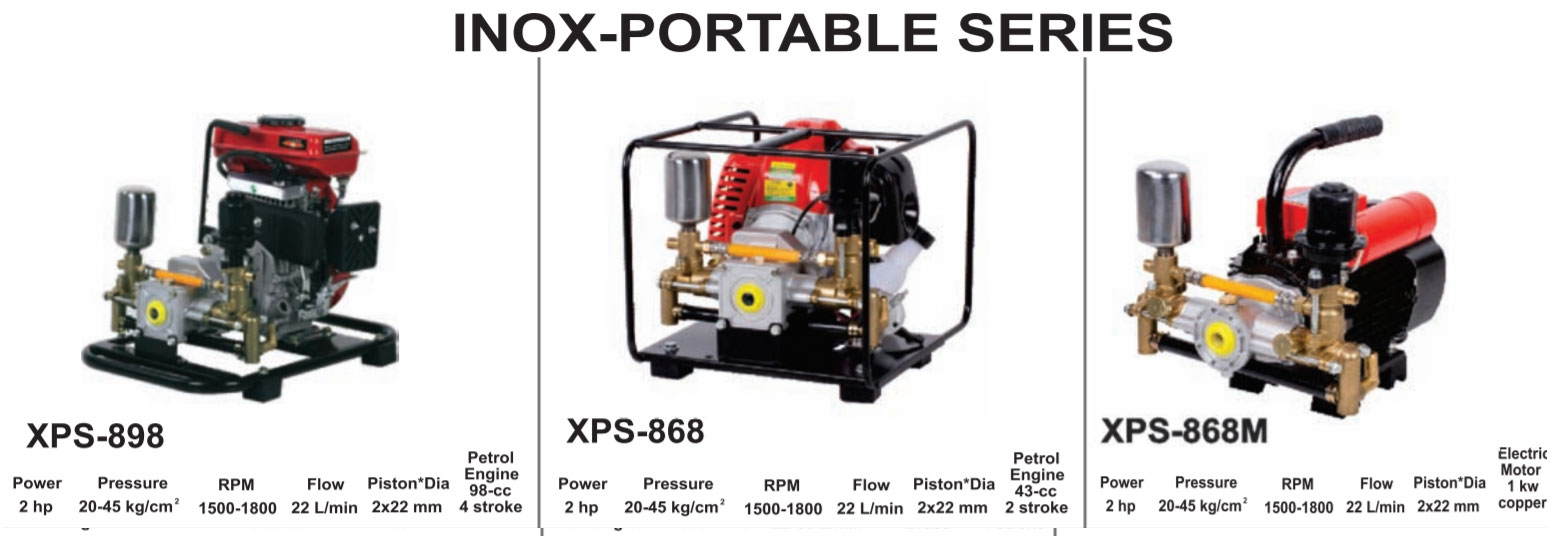 INOX-PORTABLE SERIES
XPS-898
Power Pressure RPM Flow Piston*Dia Petrol Engine 98-cc 4 stroke
2 hp 20-45 kg/cm² 1500-1800 22 L/min 2x22 mm
XPS-868
Power Pressure RPM Flow Piston*Dia Petrol Engine 43-cc 2 stroke
2 hp 20-45 kg/cm² 1500-1800 22 L/min 2x22 mm
XPS-868M
Power Pressure RPM Flow Piston*Dia Electric Motor 1 kw copper
2 hp 20-45 kg/cm² 1500-1800 22 L/min 2x22 mm